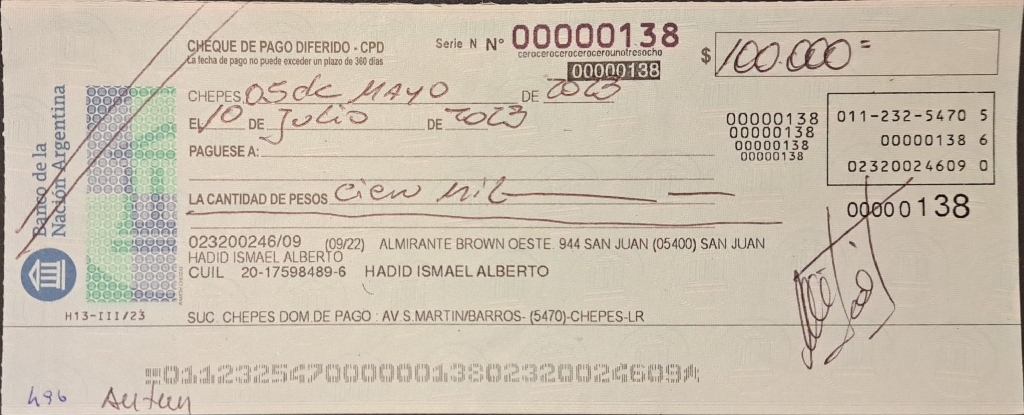 CHEQUE DE PAGO DIFERIDO - CPD
La fecha de pago no puede exceder un plazo de 360 días
Serie N Nº 00000138
cerocerocerocerocerounotresocho
00000138
$ 100.000=
CHEPES, 05 de MAYO DE 2023
EL 10 DE Julio DE 2023
PAGUESE A:
LA CANTIDAD DE PESOS cien mil
00000138
00000138
00000138
00000138
011-232-5470 5
00000138 6
02320024609 0
00000138
Banco de la
Nación Argentina
023200246/09 (09/22) ALMIRANTE BROWN OESTE. 944 SAN JUAN (05400) SAN JUAN
HADID ISMAEL ALBERTO
CUIL 20-17598489-6 HADID ISMAEL ALBERTO
H13-III/23
SUC. CHEPES DOM DE PAGO : AV S.MARTIN/BARROS- (5470)-CHEPES-LR
01123254700000013802320024609
496